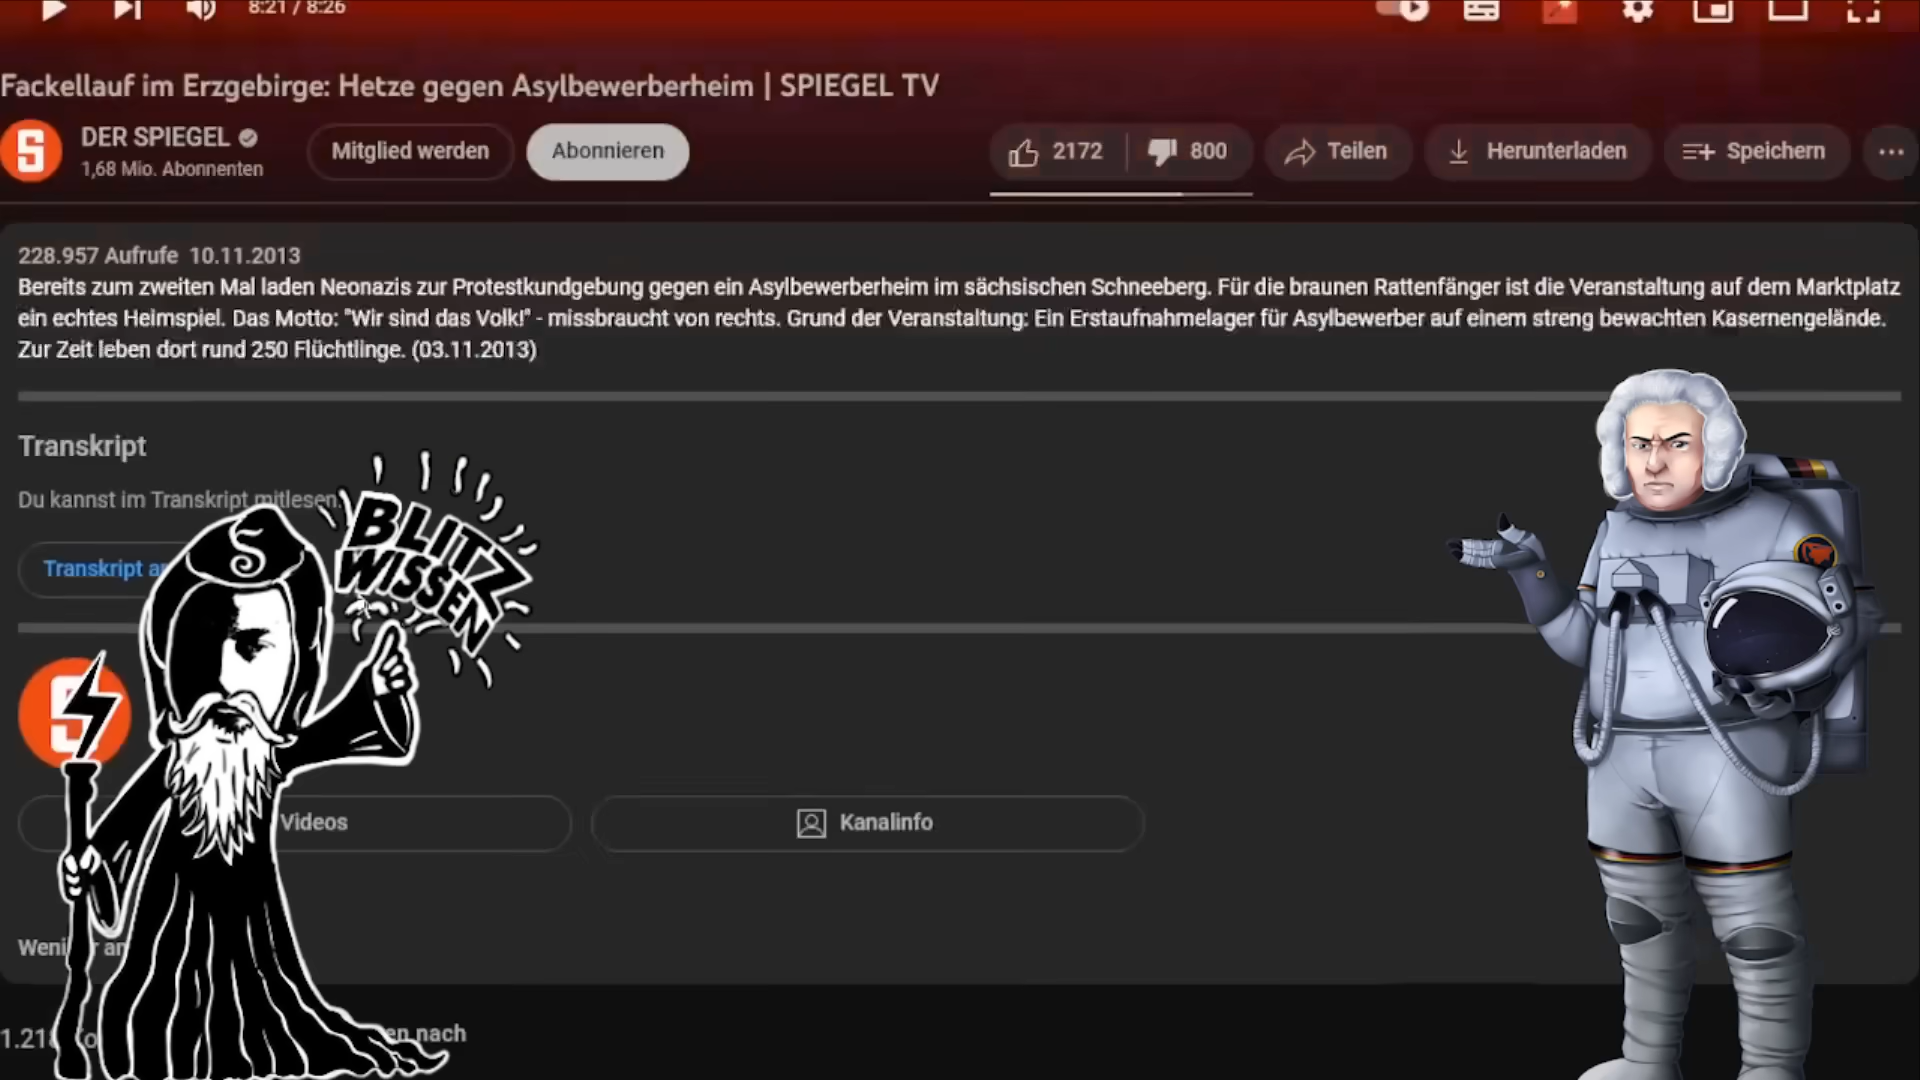 8:21 / 8:26
Fackellauf im Erzgebirge: Hetze gegen Asylbewerberheim | SPIEGEL TV
DER SPIEGEL
1,68 Mio. Abonnenten
Mitglied werden
Abonnieren
2172
800
Teilen
Herunterladen
Speichern
228.957 Aufrufe 10.11.2013
Bereits zum zweiten Mal laden Neonazis zur Protestkundgebung gegen ein Asylbewerberheim im sächsischen Schneeberg. Für die braunen Rattenfänger ist die Veranstaltung auf dem Marktplatz
ein echtes Heimspiel. Das Motto: "Wir sind das Volk!" - missbraucht von rechts. Grund der Veranstaltung: Ein Erstaufnahmelager für Asylbewerber auf einem streng bewachten Kasernengelände.
Zur Zeit leben dort rund 250 Flüchtlinge. (03.11.2013)
Transkript
Du kannst im Transkript mitlesen.
BLITZ
WISSEN
Transkript
S
Videos
Kanalinfo
nach